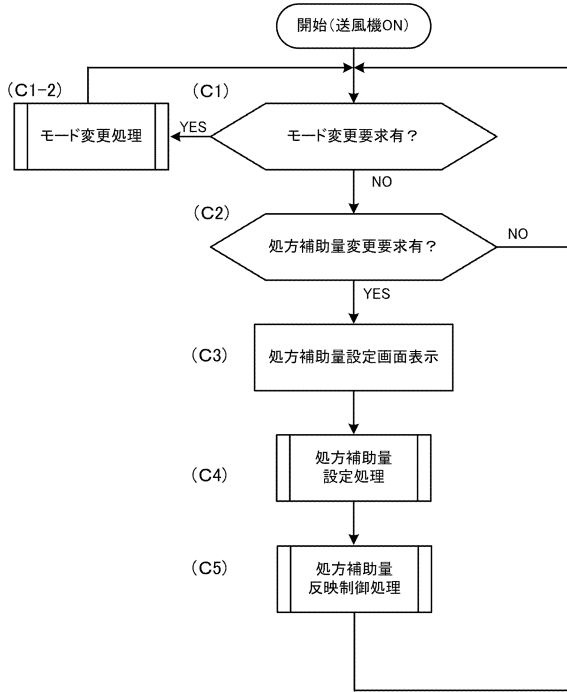 開始(送風機ON)
(C1-2)
(C1)
モード変更処理
YES
モード変更要求有？
NO
(C2)
処方補助量変更要求有？
NO
YES
(C3)
処方補助量設定画面表示
(C4)
処方補助量
設定処理
(C5)
処方補助量
反映制御処理